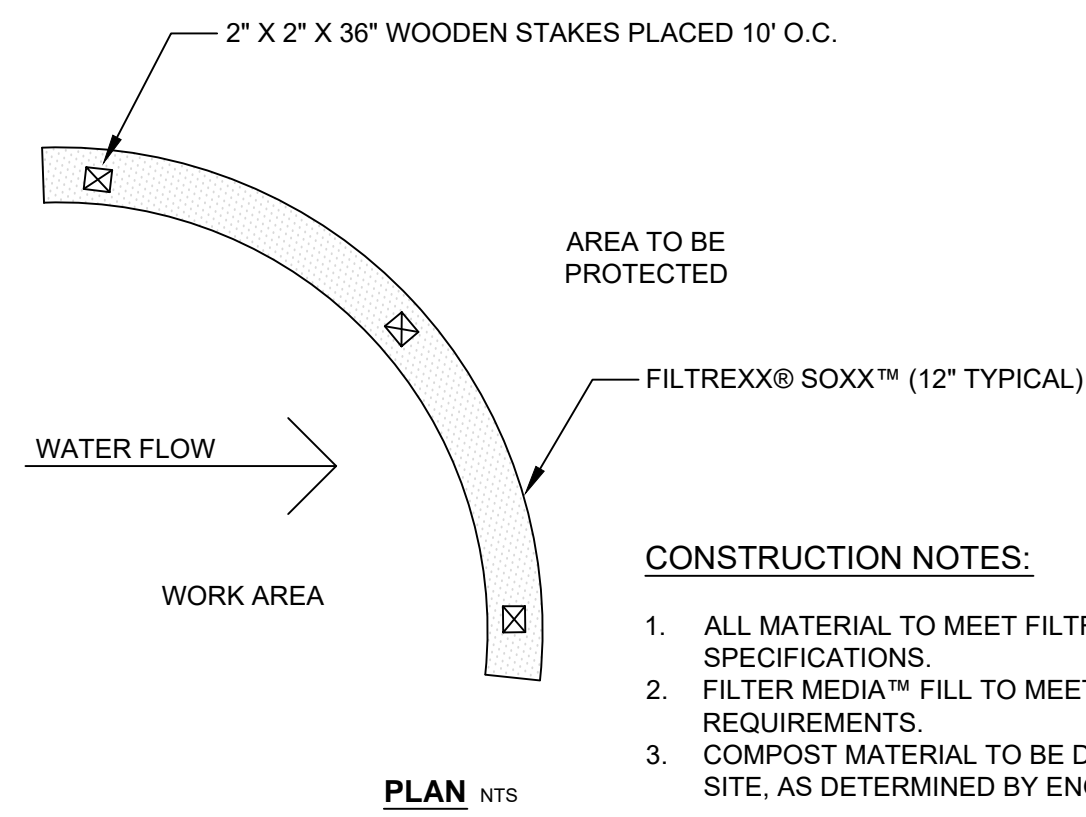 2" X 2" X 36" WOODEN STAKES PLACED 10' O.C.
AREA TO BE
PROTECTED
FILTREXX® SOXX™ (12" TYPICAL)
WATER FLOW
WORK AREA
CONSTRUCTION NOTES:
1. ALL MATERIAL TO MEET
SPECIFICATIONS.
2. FILTER MEDIA™ FILL TO MEET
REQUIREMENTS.
3. COMPOST MATERIAL TO BE
SITE, AS DETERMINED BY
PLAN NTS